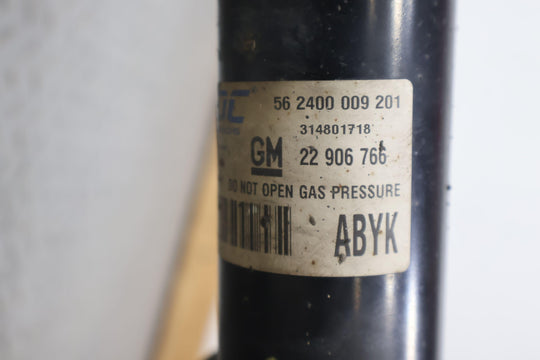 56 2400 009 201
314801718
GM 22 906 766
DO NOT OPEN GAS PRESSURE
ABYK